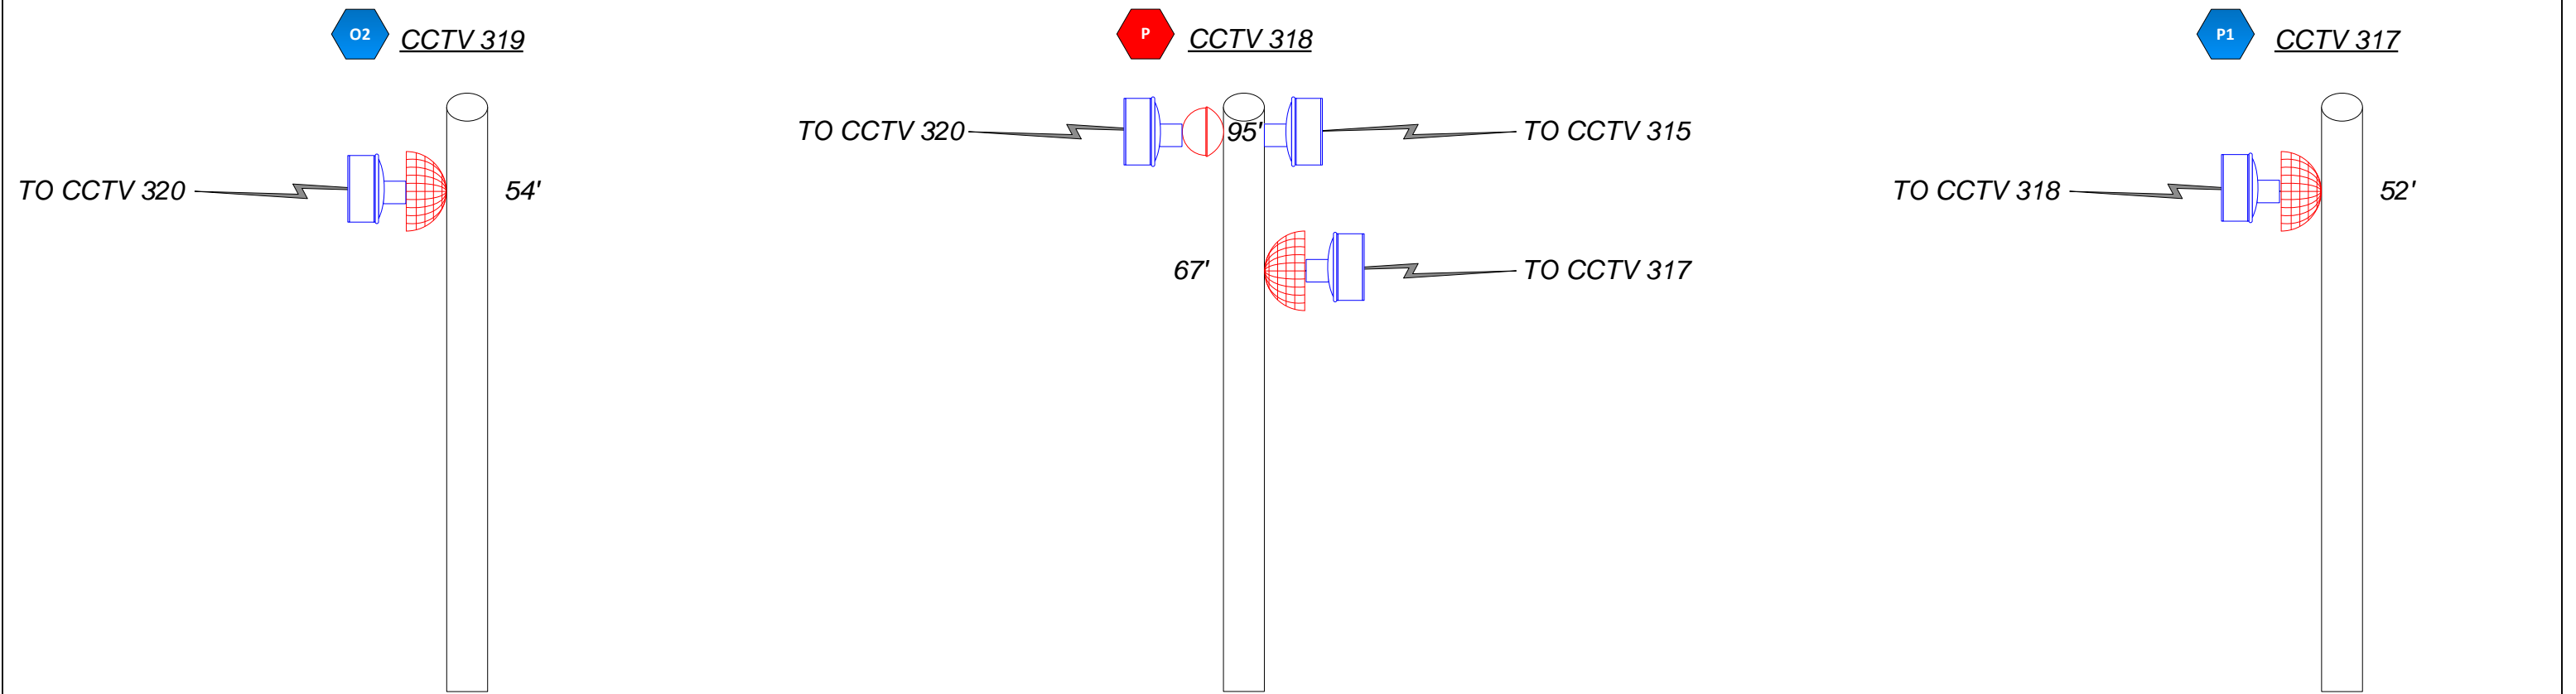 O2 CCTV 319
TO CCTV 320
54'
P CCTV 318
TO CCTV 320
95'
TO CCTV 315
67'
TO CCTV 317
P1 CCTV 317
TO CCTV 318
52'